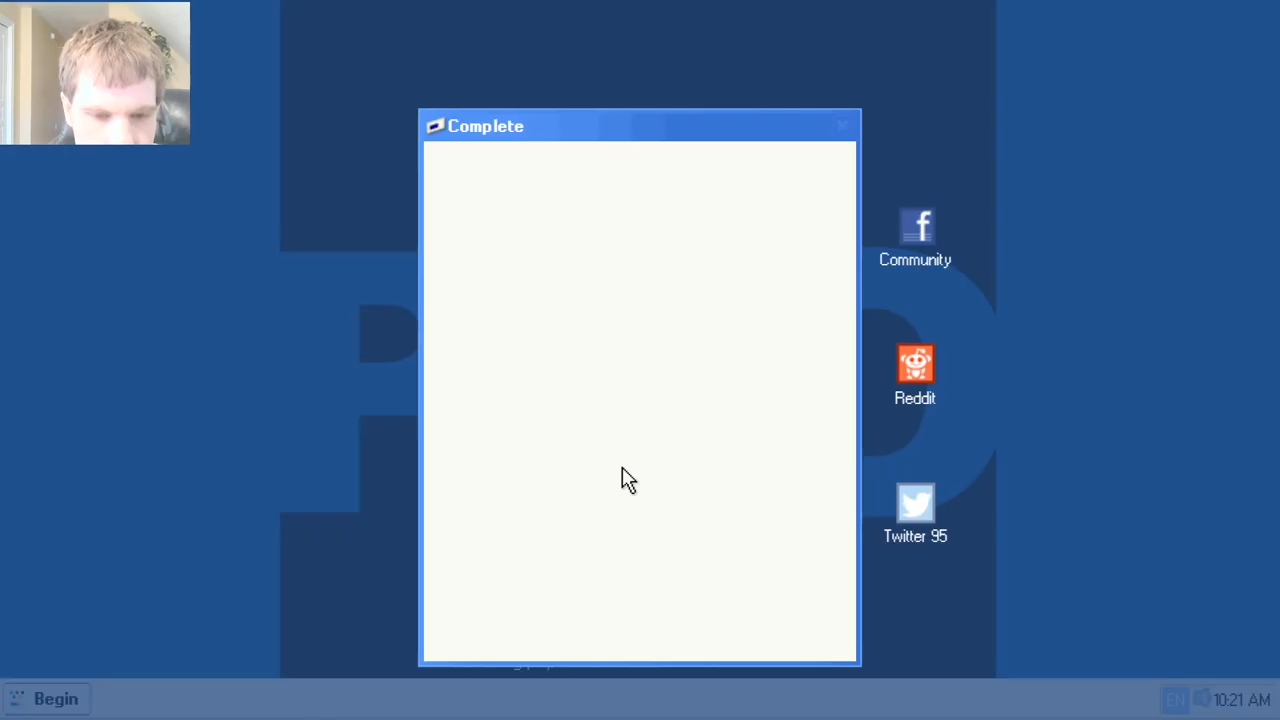 Complete
Community
Reddit
Twitter 95
Begin
EN
10:21 AM